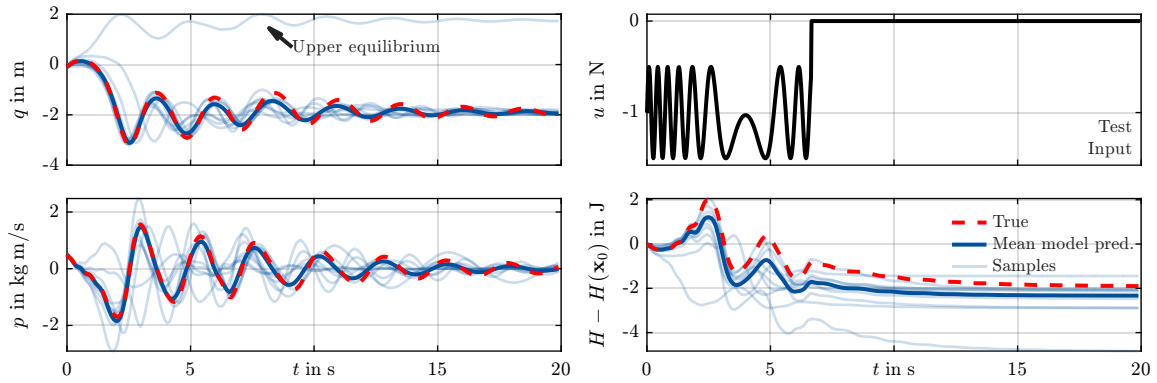 2
0
-2
-4
q in m
Upper equilibrium
0
-1
u in N
Test
Input
2
0
-2
p in kg m/s
0
5
10
15
20
t in s
2
0
-2
-4
H − H(x₀) in J
True
Mean model pred.
Samples
0
5
10
15
20
t in s